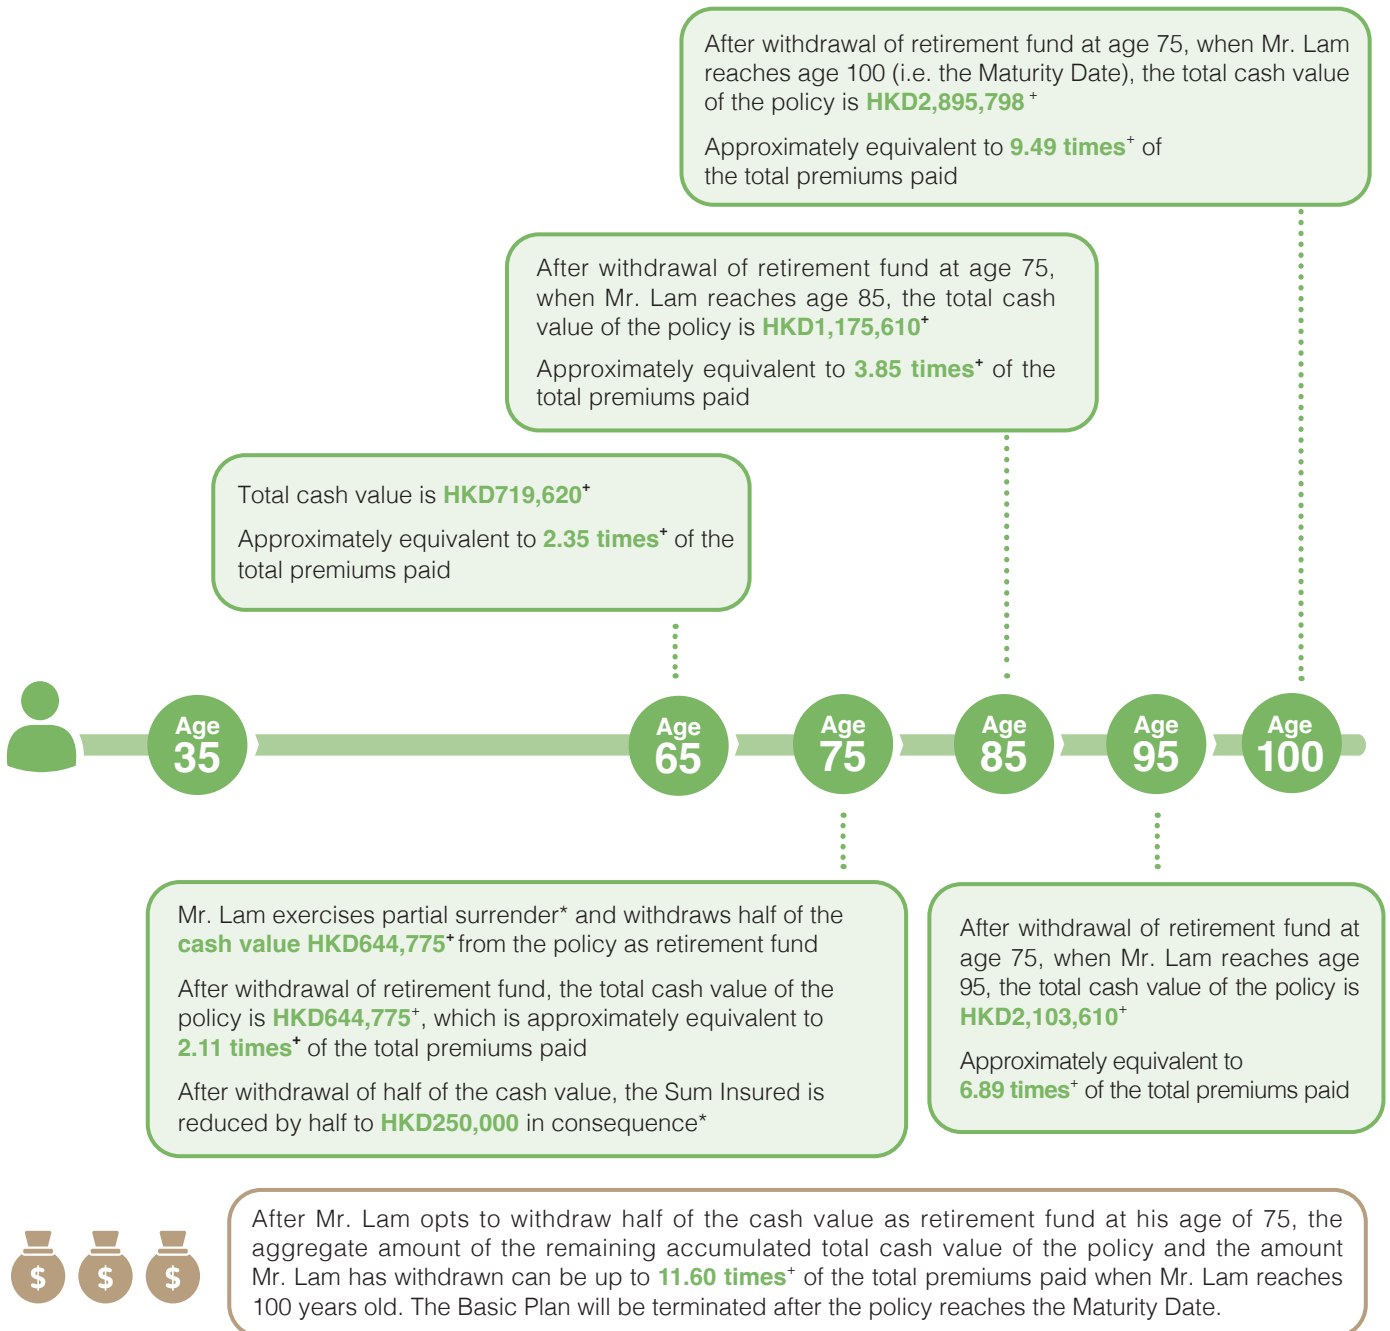 After withdrawal of retirement fund at age 75, when Mr. Lam
reaches age 100 (i.e. the Maturity Date), the total cash value
of the policy is HKD2,895,798+
Approximately equivalent to 9.49 times+ of
the total premiums paid
After withdrawal of retirement fund at age 75,
when Mr. Lam reaches age 85, the total cash
value of the policy is HKD1,175,610+
Approximately equivalent to 3.85 times+ of the
total premiums paid
Total cash value is HKD719,620+
Approximately equivalent to 2.35 times+ of the
total premiums paid
Age
35
Age
65
Age
75
Age
85
Age
95
Age
100
Mr. Lam exercises partial surrender* and withdraws half of the
cash value HKD644,775+ from the policy as retirement fund
After withdrawal of retirement fund, the total cash value of the
policy is HKD644,775+, which is approximately equivalent to
2.11 times+ of the total premiums paid
After withdrawal of half of the cash value, the Sum Insured is
reduced by half to HKD250,000 in consequence*
After withdrawal of retirement fund at
age 75, when Mr. Lam reaches age
95, the total cash value of the policy is
HKD2,103,610+
Approximately equivalent to
6.89 times+ of the total premiums paid
$ $ $
After Mr. Lam opts to withdraw half of the cash value as retirement fund at his age of 75, the
aggregate amount of the remaining accumulated total cash value of the policy and the amount
Mr. Lam has withdrawn can be up to 11.60 times+ of the total premiums paid when Mr. Lam reaches
100 years old. The Basic Plan will be terminated after the policy reaches the Maturity Date.